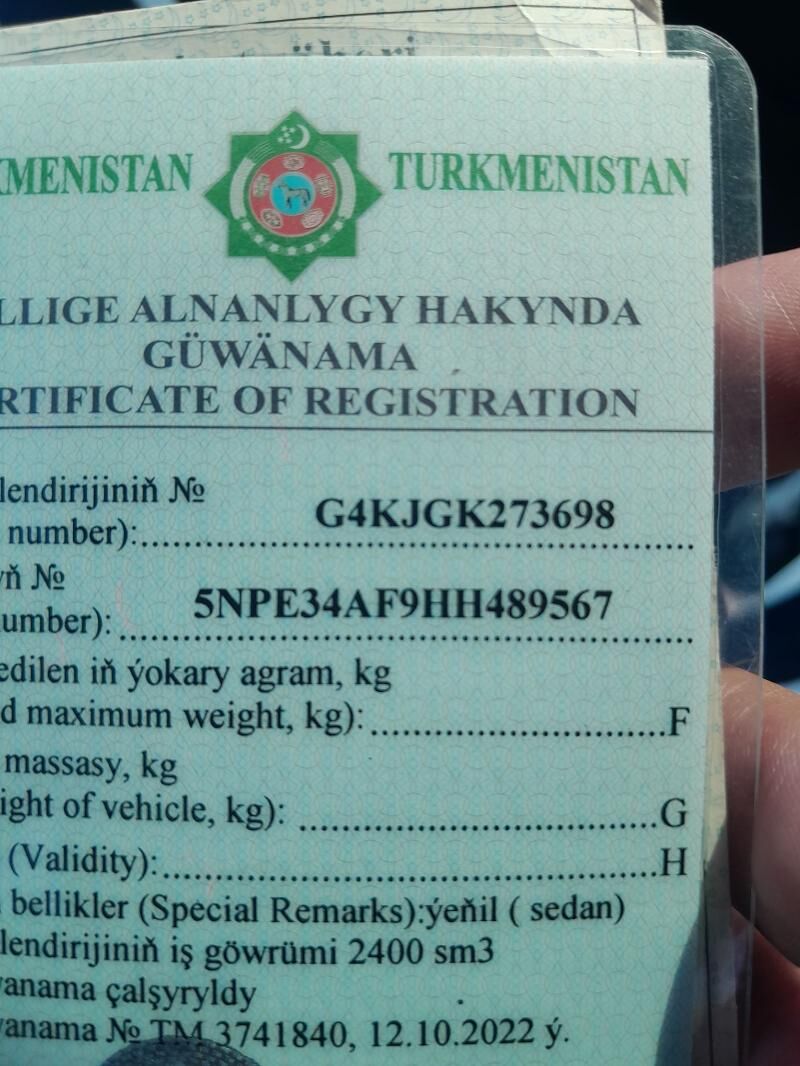 KMENISTAN TURKMENISTAN
LLIGE ALNANLYGY HAKYNDA
GÜWÄNAMA
RTIFICATE OF REGISTRATION
lendirijiniň №
number): G4KJGK273698
yň №
umber): 5NPE34AF9HH489567
edilen iň ýokary agram, kg
d maximum weight, kg):..............................F
massasy, kg
ight of vehicle, kg): ..............................G
(Validity):..............................H
bellikler (Special Remarks):ýeňil ( sedan)
lendirijiniň iş göwrümi 2400 sm3
anama çalşyryldy
anama № TM 3741840, 12.10.2022 ý.